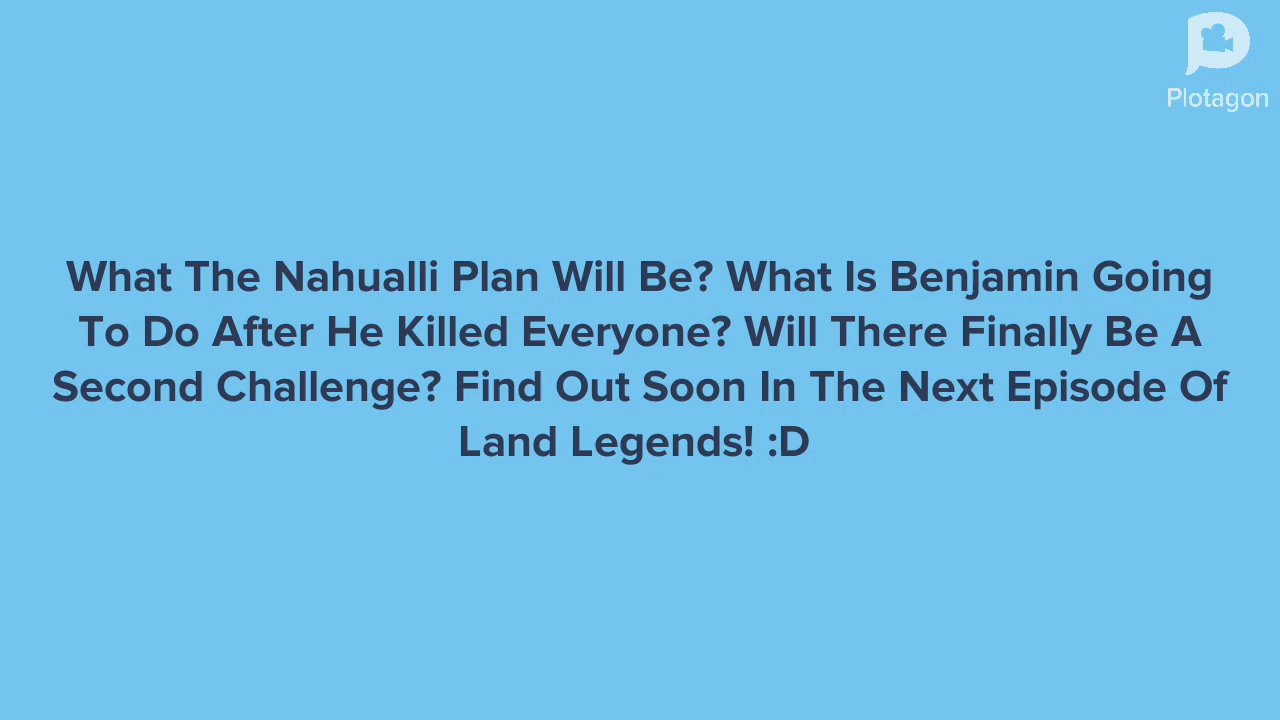 Plotagon
What The Nahualli Plan Will Be? What Is Benjamin Going
To Do After He Killed Everyone? Will There Finally Be A
Second Challenge? Find Out Soon In The Next Episode Of
Land Legends! :D